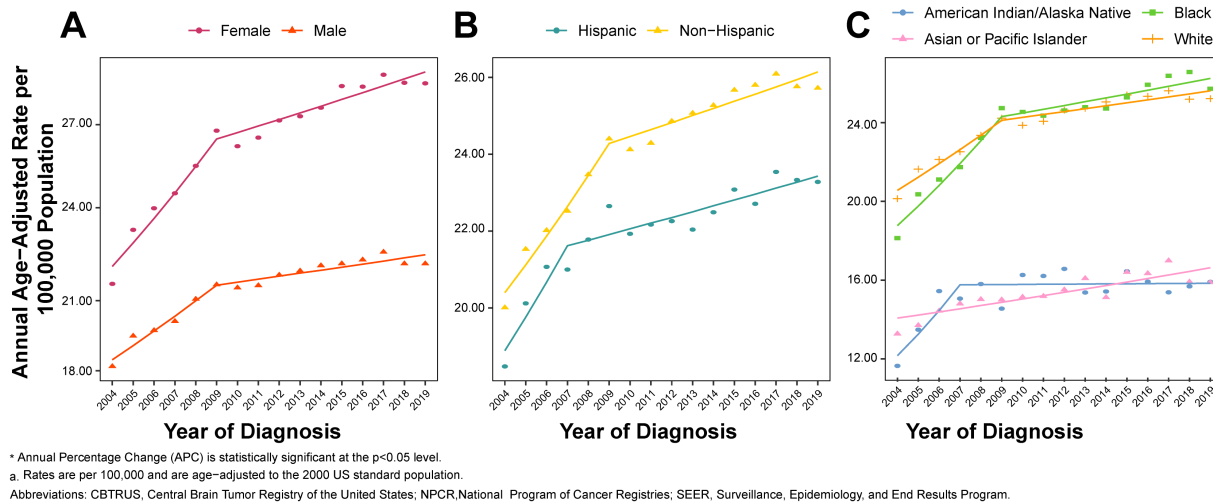 A
Female Male
Annual Age−Adjusted Rate per
100,000 Population
27.00
24.00
21.00
18.00
2004 2005 2006 2007 2008 2009 2010 2011 2012 2013 2014 2015 2016 2017 2018 2019
Year of Diagnosis
B
Hispanic Non−Hispanic
26.00
24.00
22.00
20.00
2004 2005 2006 2007 2008 2009 2010 2011 2012 2013 2014 2015 2016 2017 2018 2019
Year of Diagnosis
C
American Indian/Alaska Native Black
Asian or Pacific Islander White
24.00
20.00
16.00
12.00
2004 2005 2006 2007 2008 2009 2010 2011 2012 2013 2014 2015 2016 2017 2018 2019
Year of Diagnosis
* Annual Percentage Change (APC) is statistically significant at the p<0.05 level.
a. Rates are per 100,000 and are age−adjusted to the 2000 US standard population.
Abbreviations: CBTRUS, Central Brain Tumor Registry of the United States; NPCR,National Program of Cancer Registries; SEER, Surveillance, Epidemiology, and End Results Program.